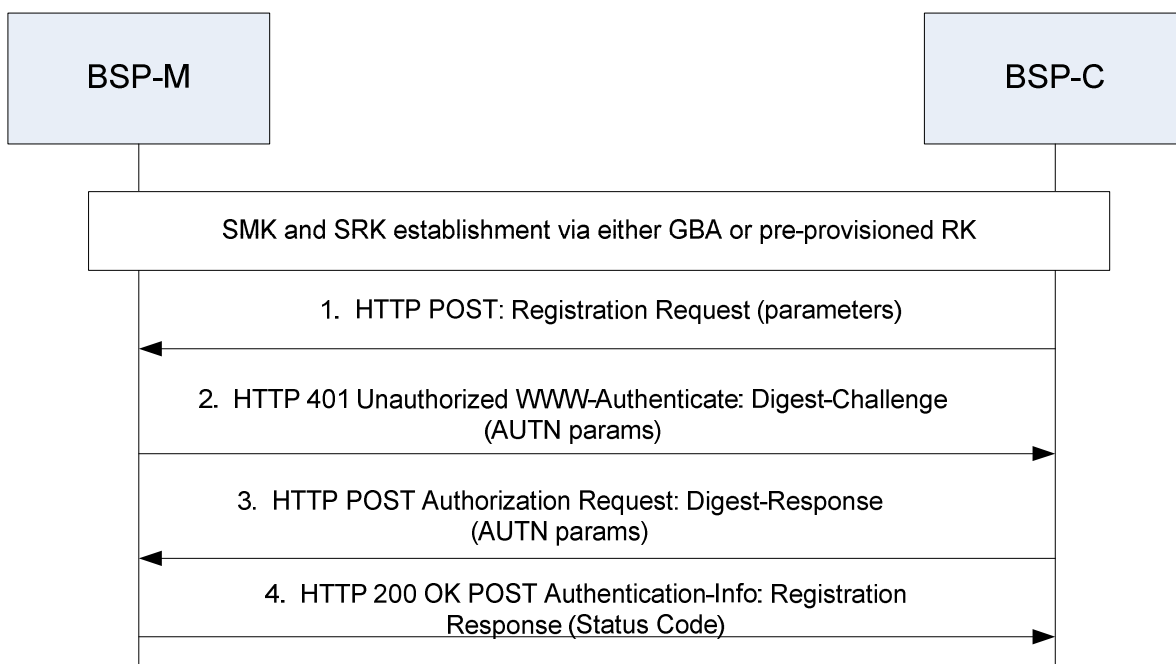 BSP-M
BSP-C
SMK and SRK establishment via either GBA or pre-provisioned RK
1. HTTP POST: Registration Request (parameters)
2. HTTP 401 Unauthorized WWW-Authenticate: Digest-Challenge
(AUTN params)
3. HTTP POST Authorization Request: Digest-Response
(AUTN params)
4. HTTP 200 OK POST Authentication-Info: Registration
Response (Status Code)